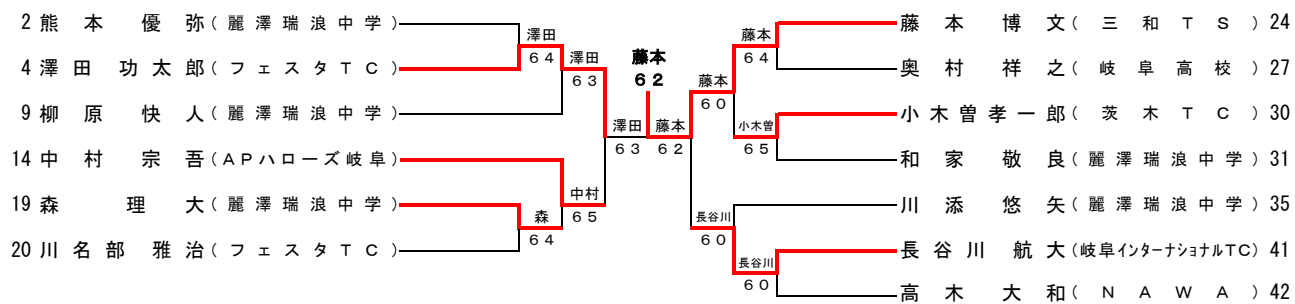 2 熊本優弥(麗澤瑞浪中学)
4 澤田功太郎(フェスタTC)
9 柳原快人(麗澤瑞浪中学)
14 中村宗吾(APハローズ岐阜)
19 森理大(麗澤瑞浪中学)
20 川名部雅治(フェスタTC)
澤田
64
澤田
63
森
64
中村
65
澤田
63
藤本
62
藤本
62
藤本
60
藤本
64
小木曽
65
長谷川
60
長谷川
60
藤本博文(三和TS) 24
奥村祥之(岐阜高校) 27
小木曽孝一郎(茨木TC) 30
和家敬良(麗澤瑞浪中学) 31
川添悠矢(麗澤瑞浪中学) 35
長谷川航大(岐阜インターナショナルTC) 41
高木大和(NAWA) 42